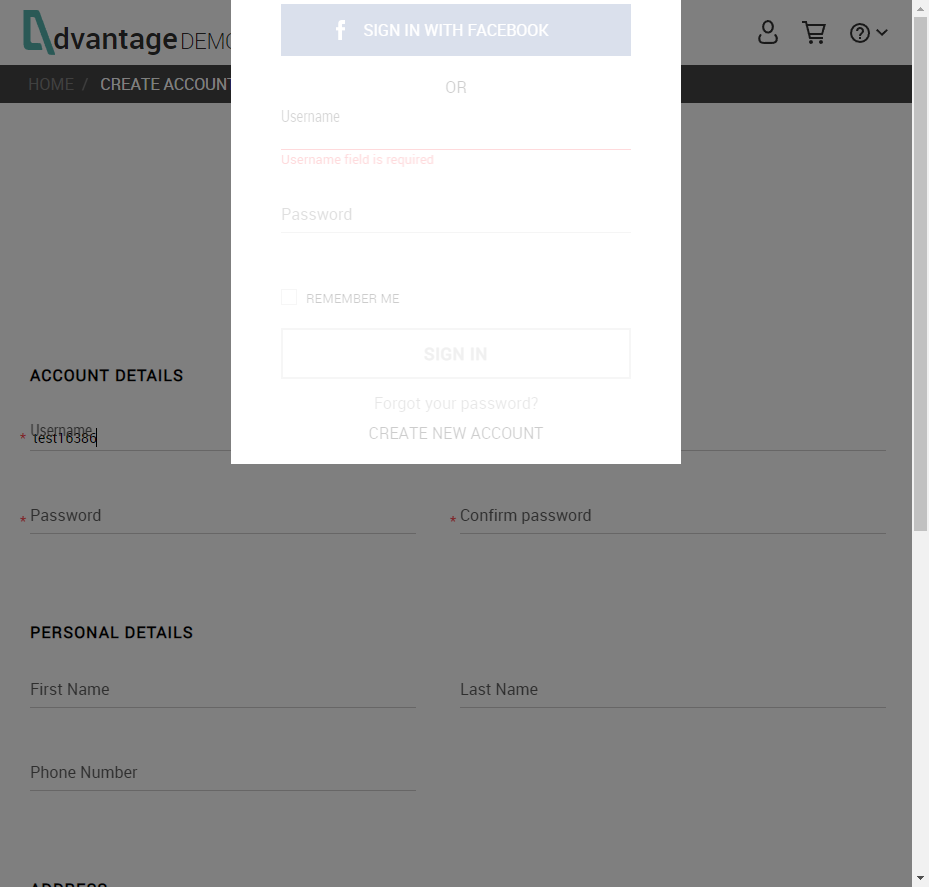 SIGN IN WITH FACEBOOK
dvantage DEMO
HOME / CREATE ACCOUNT
OR
Username
Username field is required
Password
REMEMBER ME
SIGN IN
Forgot your password?
CREATE NEW ACCOUNT
ACCOUNT DETAILS
Username
* test16386
* Password
* Confirm password
PERSONAL DETAILS
First Name
Last Name
Phone Number
ADDRESS